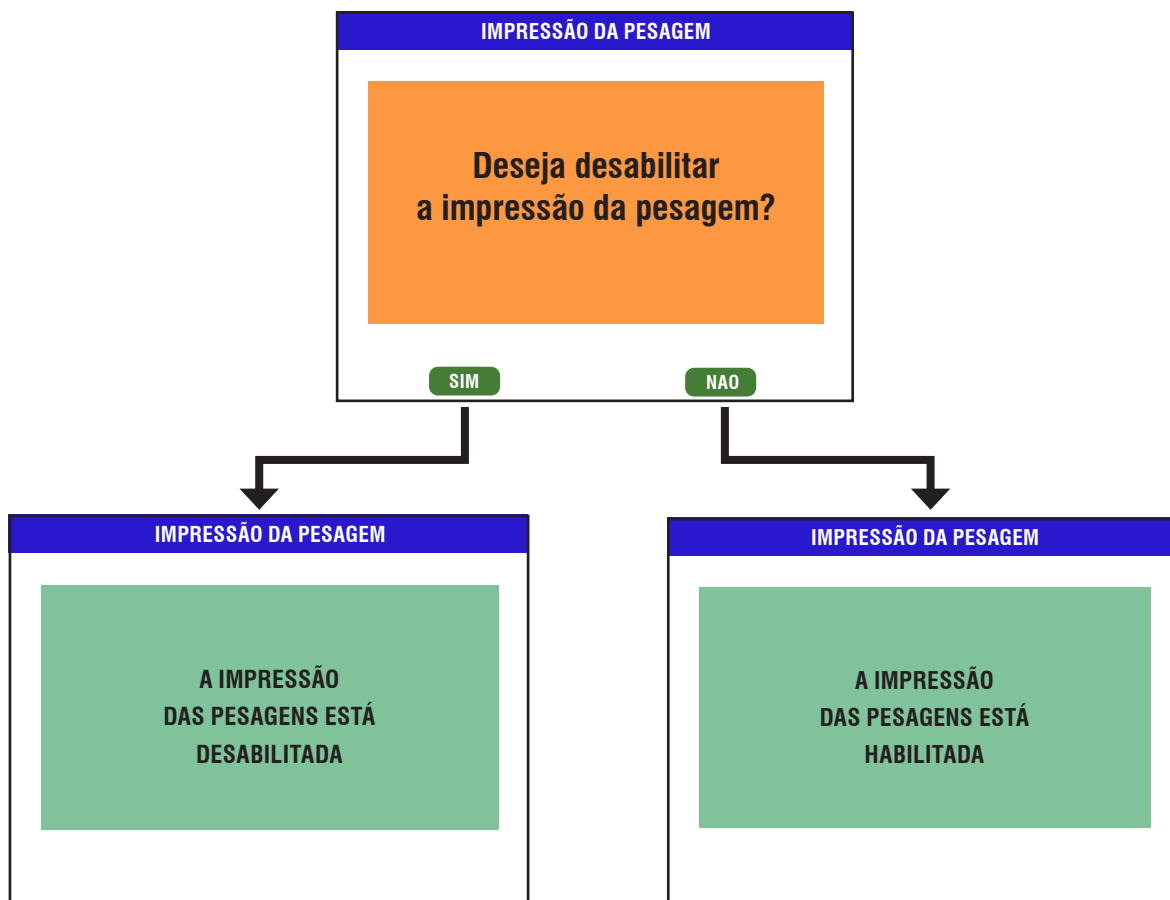 IMPRESSÃO DA PESAGEM
Deseja desabilitar
a impressão da pesagem?
SIM
NAO
IMPRESSÃO DA PESAGEM
A IMPRESSÃO
DAS PESAGENS ESTÁ
DESABILITADA
IMPRESSÃO DA PESAGEM
A IMPRESSÃO
DAS PESAGENS ESTÁ
HABILITADA